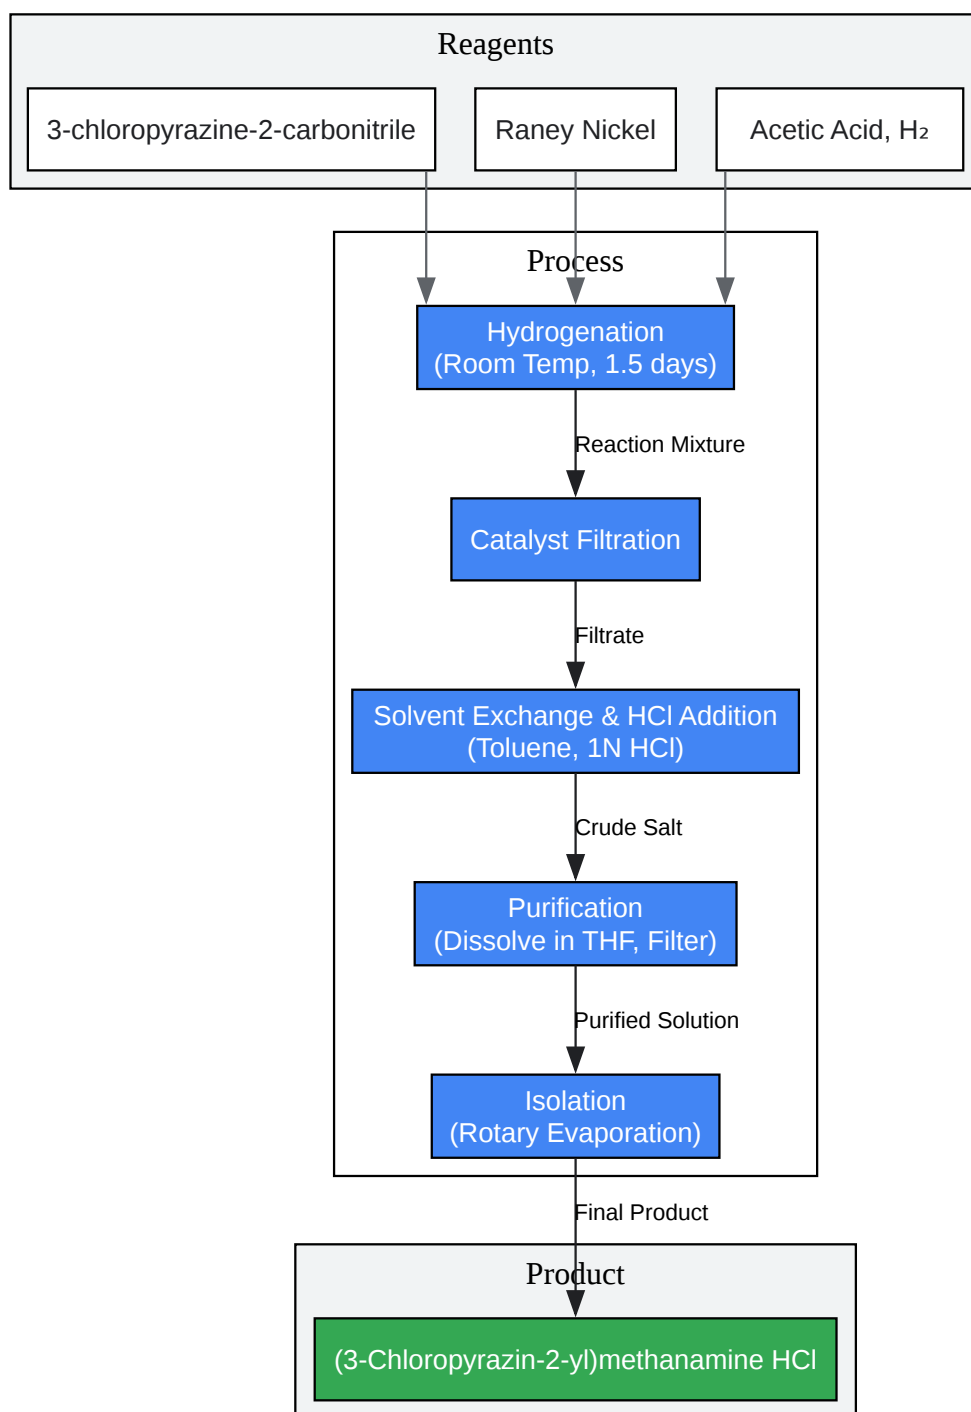 Reagents
3-chloropyrazine-2-carbonitrile
Raney Nickel
Acetic Acid, H₂
Process
Hydrogenation
(Room Temp, 1.5 days)
Reaction Mixture
Catalyst Filtration
Filtrate
Solvent Exchange & HCl Addition
(Toluene, 1N HCl)
Crude Salt
Purification
(Dissolve in THF, Filter)
Purified Solution
Isolation
(Rotary Evaporation)
Final Product
Product
(3-Chloropyrazin-2-yl)methanamine HCl